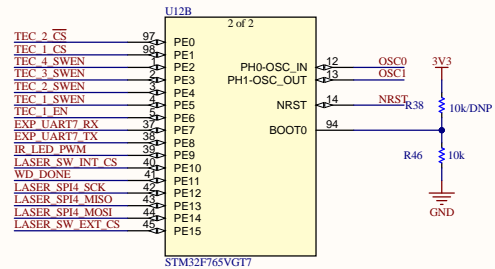 U12B
2 of 2
TEC_2_CS 97 PE0
TEC_1_CS 98 PE1
TEC_4_SWEN 1 PE2
TEC_3_SWEN 2 PE3
TEC_2_SWEN 3 PE4
TEC_1_SWEN 4 PE5
TEC_1_EN 5 PE6
EXP_UART7_RX 37 PE7
EXP_UART7_TX 38 PE8
IR_LED_PWM 39 PE9
LASER_SW_INT_CS 40 PE10
WD_DONE 41 PE11
LASER_SPI4_SCK 42 PE12
LASER_SPI4_MISO 43 PE13
LASER_SPI4_MOSI 44 PE14
LASER_SW_EXT_CS 45 PE15
PH0-OSC_IN 12 OSC0
PH1-OSC_OUT 13 OSC1
NRST 14 NRST
BOOT0 94
3V3
R38 10k/DNP
R46 10k
GND
STM32F765VGT7